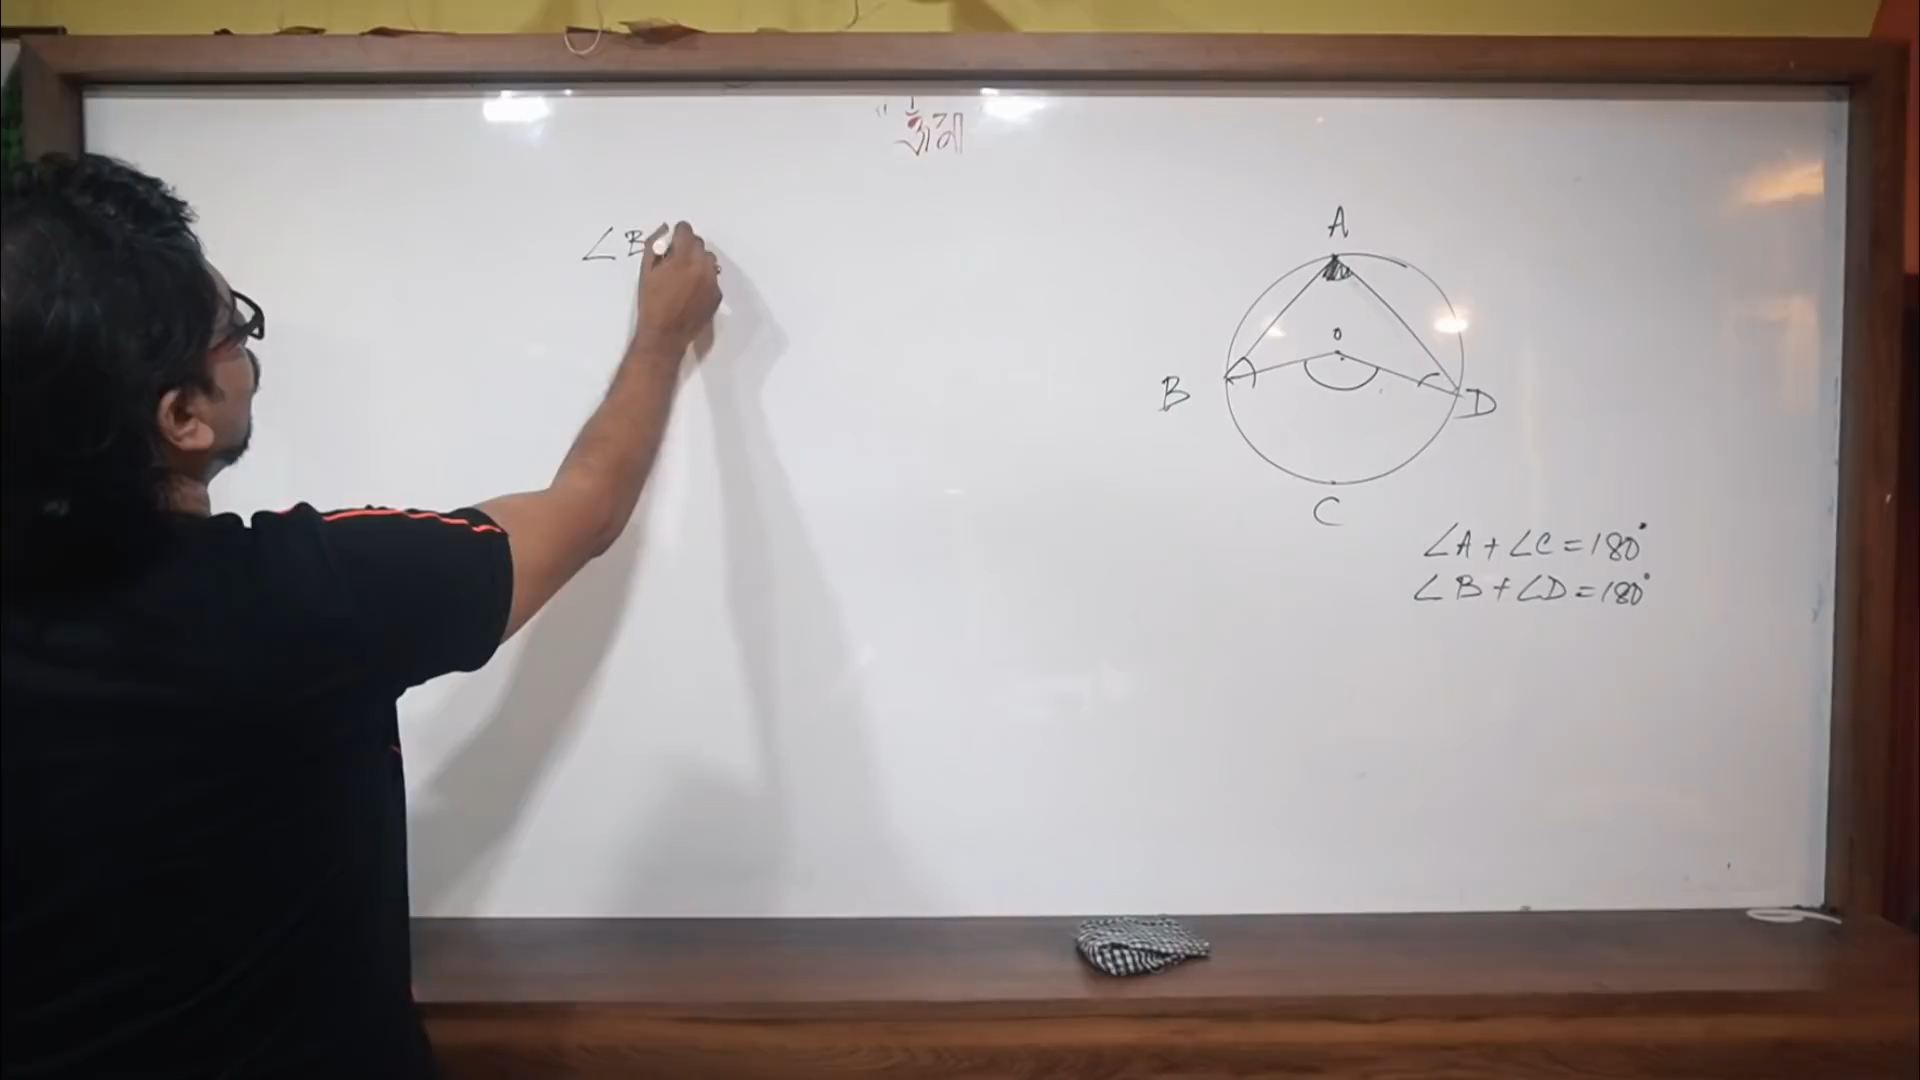 ∠B
A
O
B
D
C
∠A + ∠C = 180°
∠B + ∠D = 180°